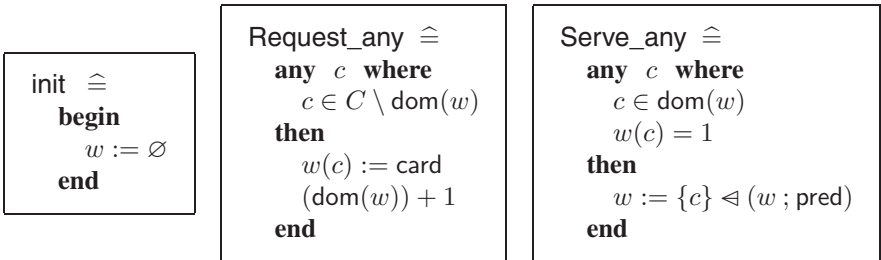 init ≙
begin
w := ∅
end
Request_any ≙
any c where
c ∈ C \ dom(w)
then
w(c) := card
(dom(w)) + 1
end
Serve_any ≙
any c where
c ∈ dom(w)
w(c) = 1
then
w := {c} ⩤ (w ; pred)
end